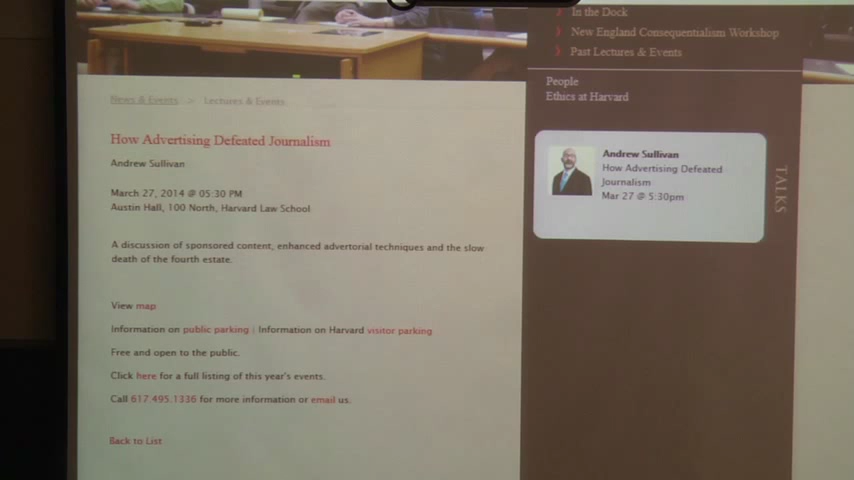 In the Dock
New England Consequentialism Workshop
Past Lectures & Events
People
Ethics at Harvard
News & Events > Lectures & Events
How Advertising Defeated Journalism
Andrew Sullivan
March 27, 2014 @ 05:30 PM
Austin Hall, 100 North, Harvard Law School
A discussion of sponsored content, enhanced advertorial techniques and the slow
death of the fourth estate.
View map
Information on public parking | Information on Harvard visitor parking
Free and open to the public.
Click here for a full listing of this year's events.
Call 617.495.1336 for more information or email us.
Back to List
Andrew Sullivan
How Advertising Defeated
Journalism
Mar 27 @ 5:30pm
TALKS